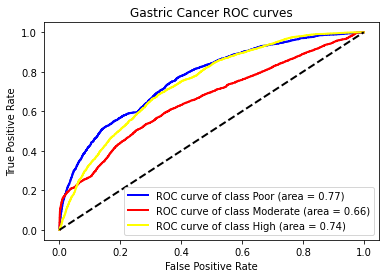 Gastric Cancer ROC curves
True Positive Rate
1.0
0.8
0.6
0.4
0.2
0.0
ROC curve of class Poor (area = 0.77)
ROC curve of class Moderate (area = 0.66)
ROC curve of class High (area = 0.74)
0.0 0.2 0.4 0.6 0.8 1.0
False Positive Rate